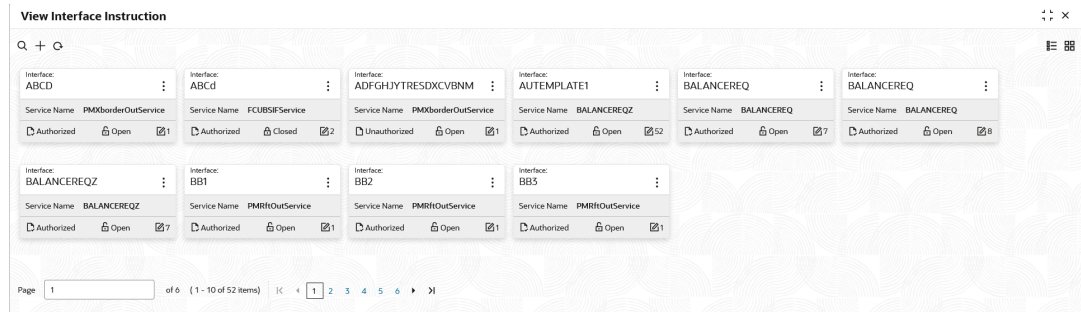 View Interface Instruction
Interface: Interface: Interface: Interface: Interface: Interface:
ABCD ABCd ADFGHJYTRESDXCVBNM AUTEMPLATE1 BALANCEREQ BALANCEREQ
Service Name PMXborderOutService Service Name FCUBSIFService Service Name PMXborderOutService Service Name BALANCEREQZ Service Name BALANCEREQ Service Name BALANCEREQ
Authorized Open 1 Authorized Closed 2 Unauthorized Open 1 Authorized Open 52 Authorized Open 7 Authorized Open 8
Interface: Interface: Interface: Interface:
BALANCEREQZ BB1 BB2 BB3
Service Name BALANCEREQZ Service Name PMRftOutService Service Name PMRftOutService Service Name PMRftOutService
Authorized Open 7 Authorized Open 1 Authorized Open 1 Authorized Open 1
Page 1 of 6 ( 1 - 10 of 52 items) 1 2 3 4 5 6